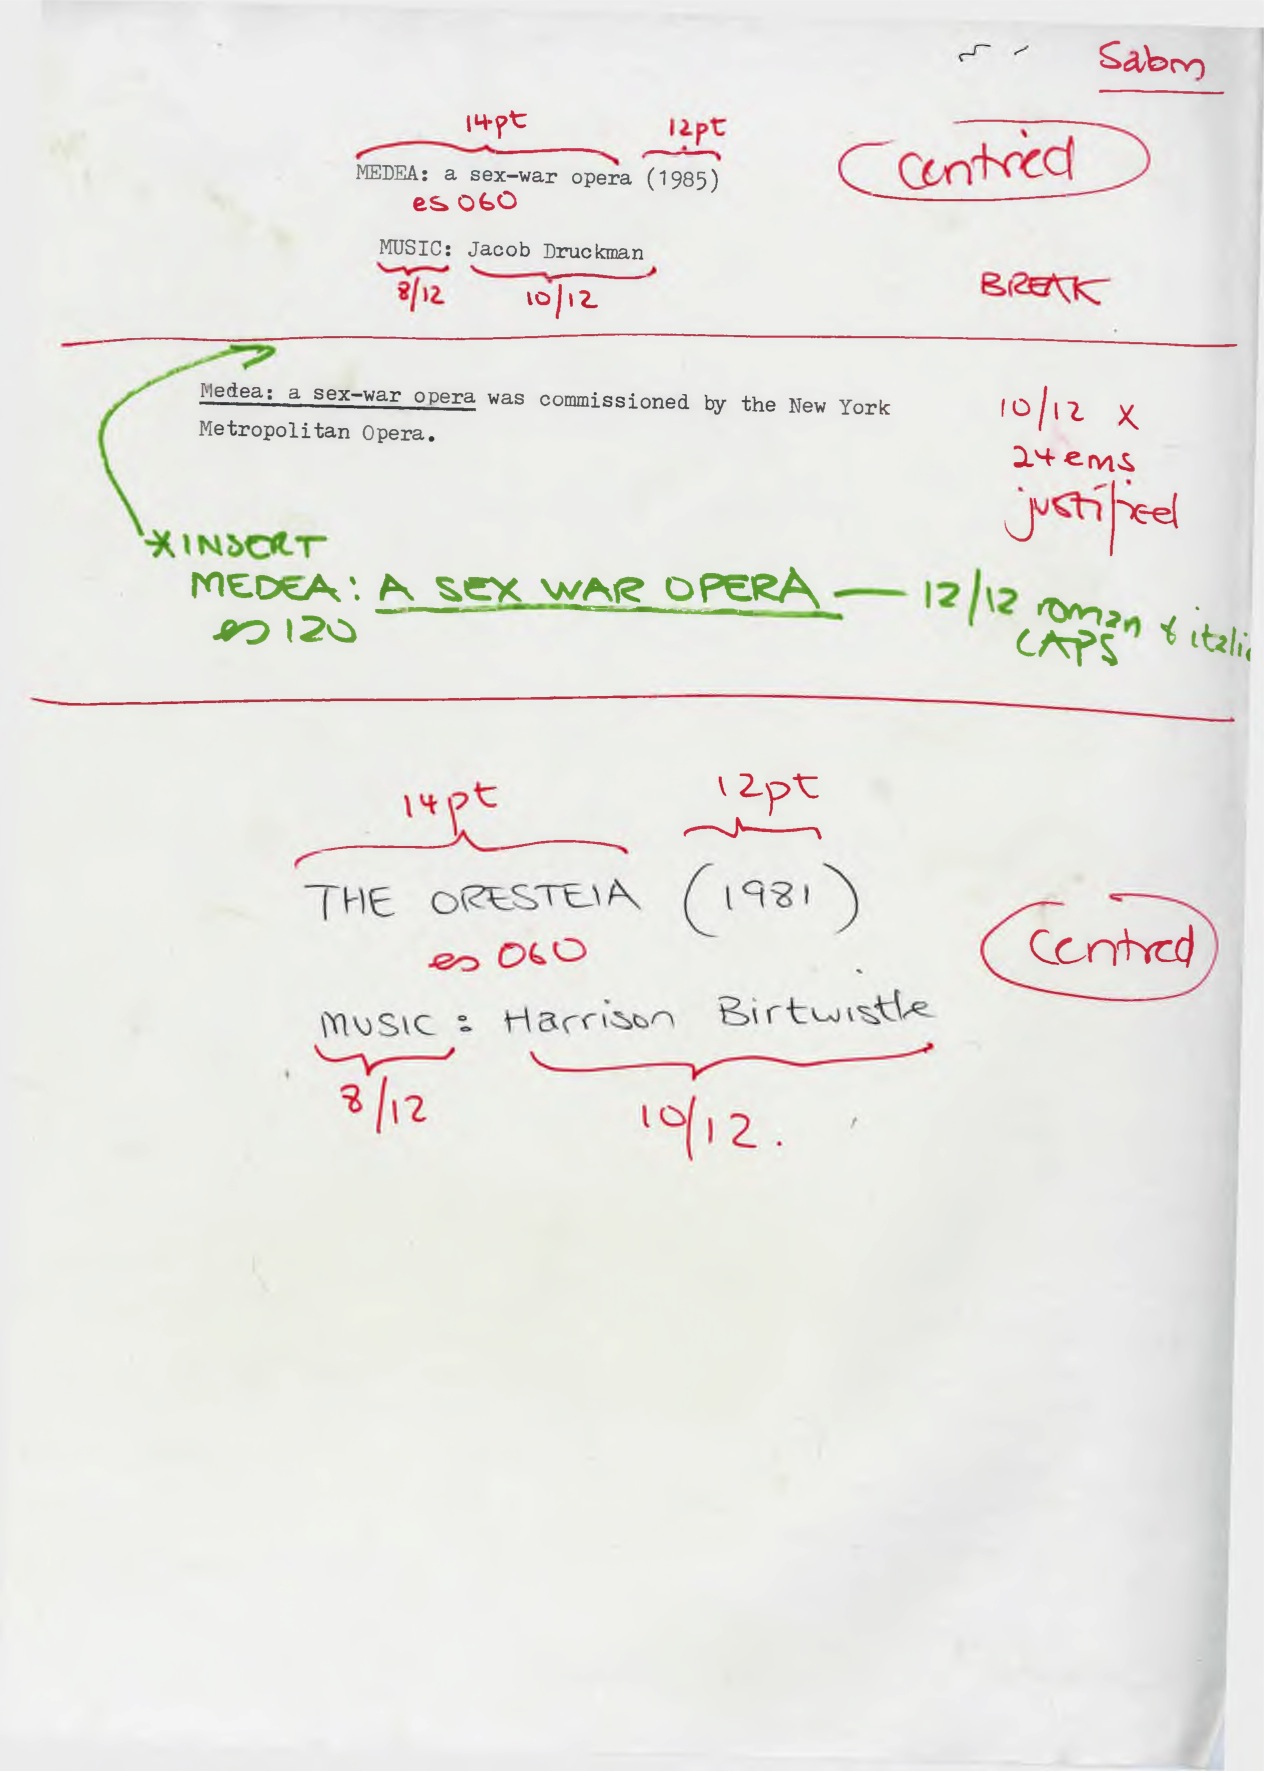 Sabon
14pt 12pt
MEDEA: a sex-war opera (1985)
centred
es 060
MUSIC: Jacob Druckman
8/12 10/12
BREAK
Medea: a sex-war opera was commissioned by the New York
Metropolitan Opera.
10/12 X
24 ems
justified
*INSERT
MEDEA: A SEX WAR OPERA — 12/12 roman & italic
CAPS
es 120
14pt 12pt
THE ORESTEIA (1981)
centred
es 060
MUSIC: Harrison Birtwistle
8/12 10/12.